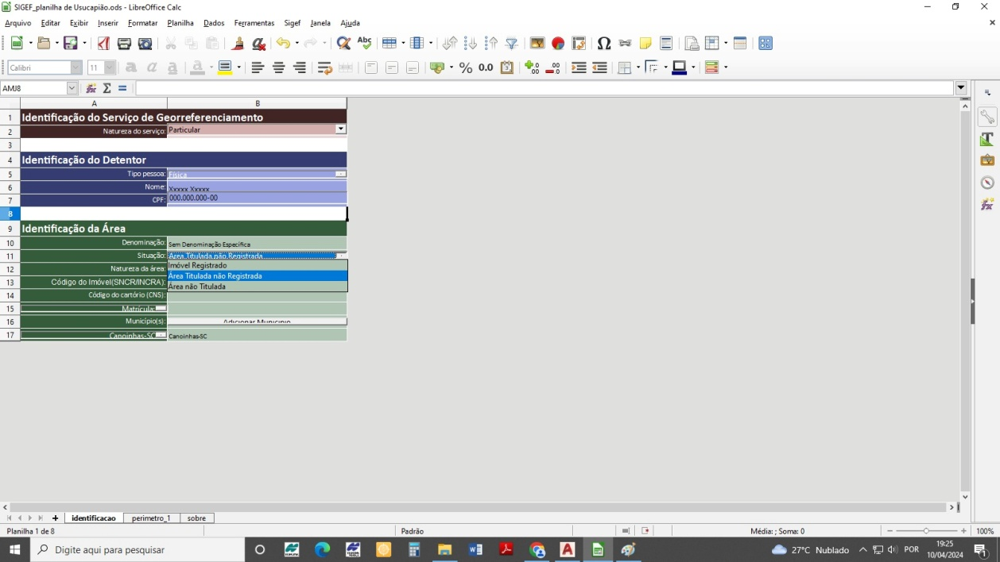 SIGEF_planilha de Usucapião.ods - LibreOffice Calc
Arquivo Editar Exibir Inserir Formatar Planilha Dados Ferramentas Sigef Janela Ajuda
Calibri 11
AMJ8
A B
1 Identificação do Serviço de Georreferenciamento
2 Natureza do serviço: Particular
3
4 Identificação do Detentor
5 Tipo pessoa: Física
6 Nome: Xxxxx Xxxxx
7 CPF: 000.000.000-00
8
9 Identificação da Área
10 Denominação: Sem Denominação Específica
11 Situação: Área Titulada não Registrada
Imóvel Registrado
12 Natureza da área:
Área Titulada não Registrada
13 Código do Imóvel(SNCR/INCRA):
Área não Titulada
14 Código do cartório (CNS):
15 Matrícula:
16 Município(s): Adicionar Município
17 Canoinhas-SC Canoinhas-SC
identificacao perimetro_1 sobre
Planilha 1 de 8 Padrão Média: ; Soma: 0 100%
Digite aqui para pesquisar
27°C Nublado POR 19:25
10/04/2024
1